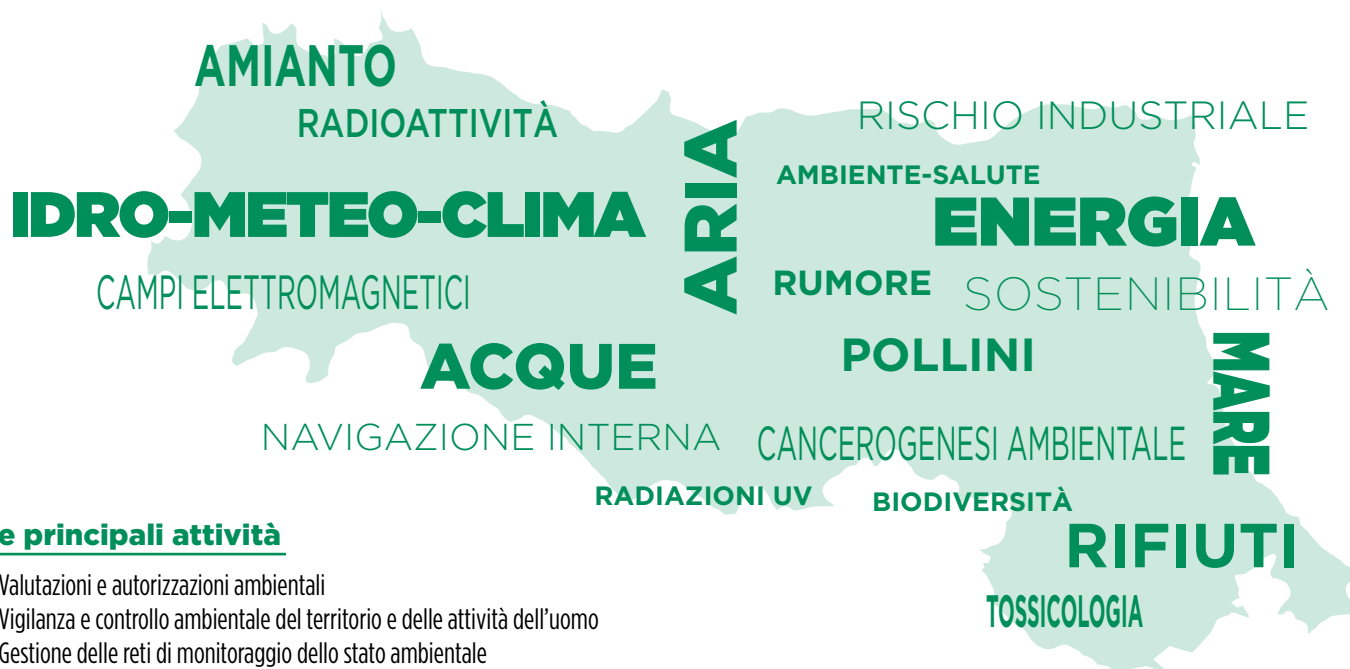 AMIANTO
RADIOATTIVITÀ
ARIA
RISCHIO INDUSTRIALE
AMBIENTE-SALUTE
IDRO-METEO-CLIMA
ENERGIA
CAMPI ELETTROMAGNETICI
RUMORE
SOSTENIBILITÀ
ACQUE
POLLINI
MARE
NAVIGAZIONE INTERNA
CANCEROGENESI AMBIENTALE
RADIAZIONI UV
BIODIVERSITÀ
RIFIUTI
TOSSICOLOGIA
e principali attività
Valutazioni e autorizzazioni ambientali
Vigilanza e controllo ambientale del territorio e delle attività dell'uomo
Gestione delle reti di monitoraggio dello stato ambientale